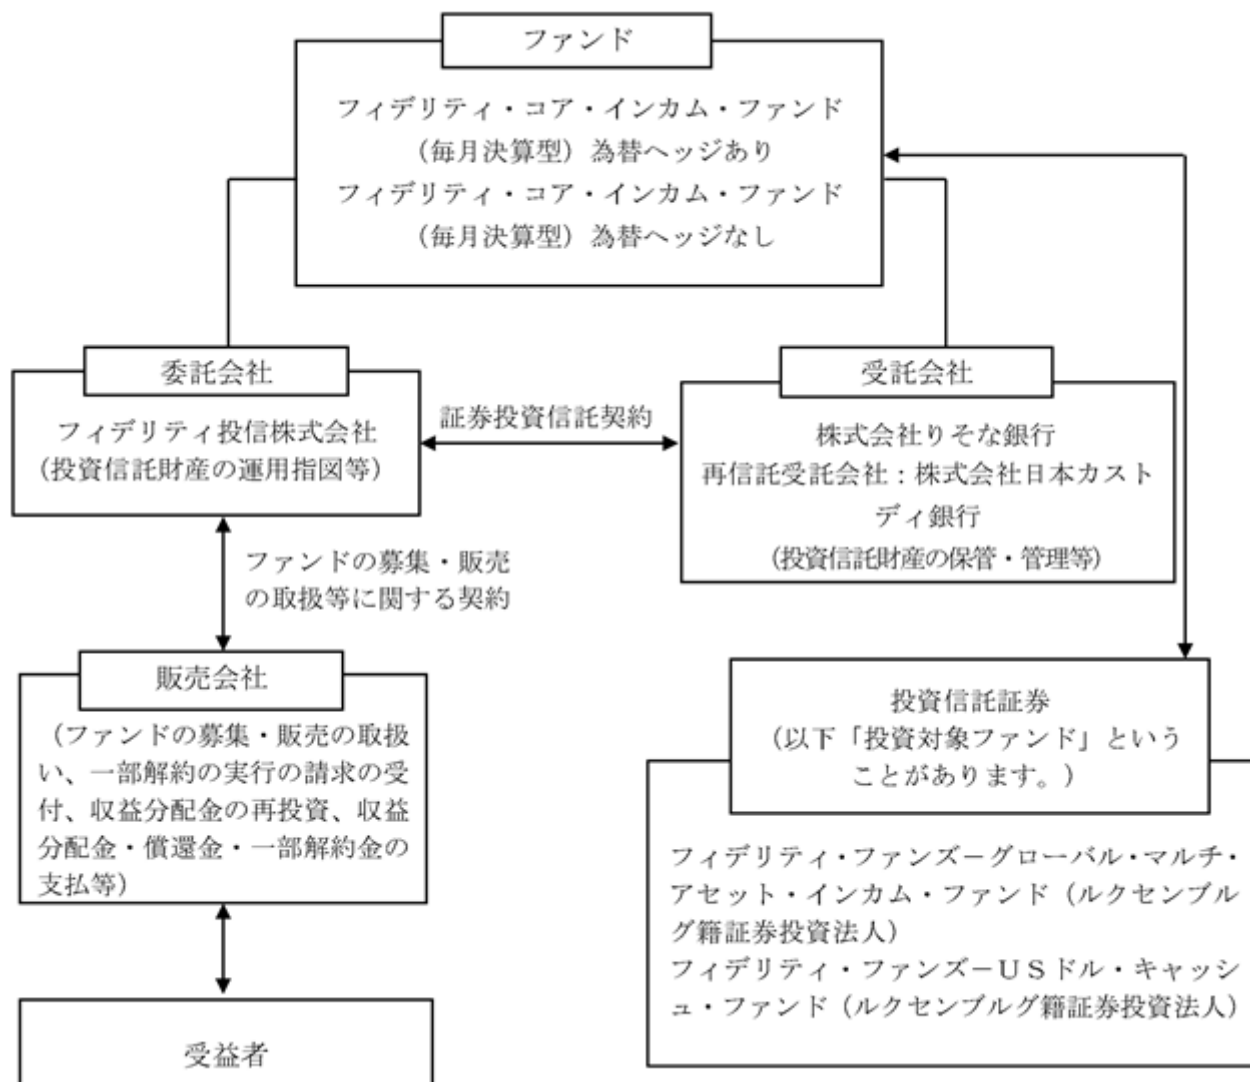 ファンド
フィデリティ・コア・インカム・ファンド
（毎月決算型）為替ヘッジあり
フィデリティ・コア・インカム・ファンド
（毎月決算型）為替ヘッジなし
委託会社
フィデリティ投信株式会社
（投資信託財産の運用指図等）
証券投資信託契約
受託会社
株式会社りそな銀行
再信託受託会社：株式会社日本カスト
ディ銀行
（投資信託財産の保管・管理等）
ファンドの募集・販売
の取扱等に関する契約
販売会社
（ファンドの募集・販売の取扱
い、一部解約の実行の請求の受
付、収益分配金の再投資、収益
分配金・償還金・一部解約金の
支払等）
受益者
投資信託証券
（以下「投資対象ファンド」という
ことがあります。）
フィデリティ・ファンズ－グローバル・マルチ・
アセット・インカム・ファンド（ルクセンブル
グ籍証券投資法人）
フィデリティ・ファンズ－ＵＳドル・キャッシ
ュ・ファンド（ルクセンブルグ籍証券投資法人）